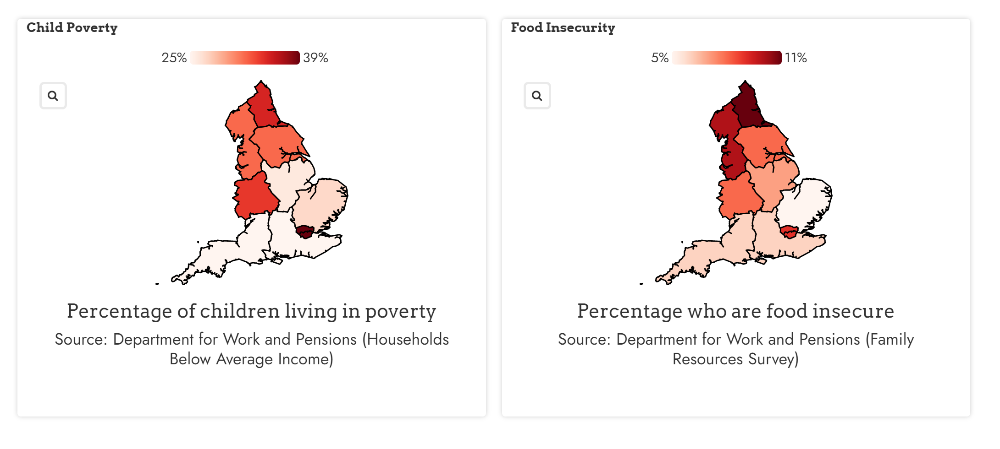 Child Poverty
25% 39%
Percentage of children living in poverty
Source: Department for Work and Pensions (Households
Below Average Income)
Food Insecurity
5% 11%
Percentage who are food insecure
Source: Department for Work and Pensions (Family
Resources Survey)